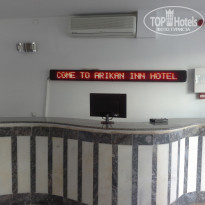 TOP Hotels
COME TO ARIKAN INN HOTEL